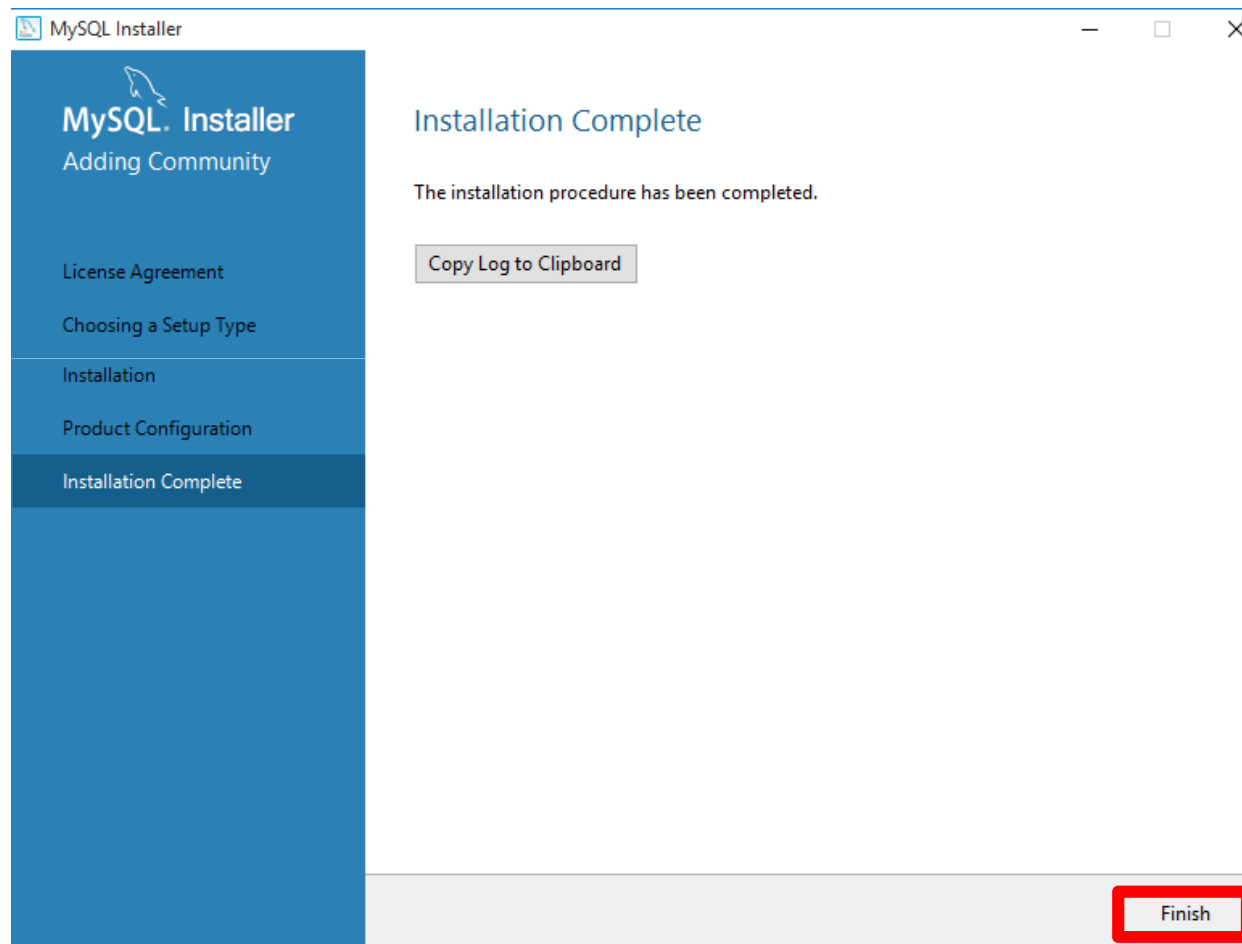 MySQL Installer
MySQL. Installer
Adding Community
License Agreement
Choosing a Setup Type
Installation
Product Configuration
Installation Complete
Installation Complete
The installation procedure has been completed.
Copy Log to Clipboard
Finish